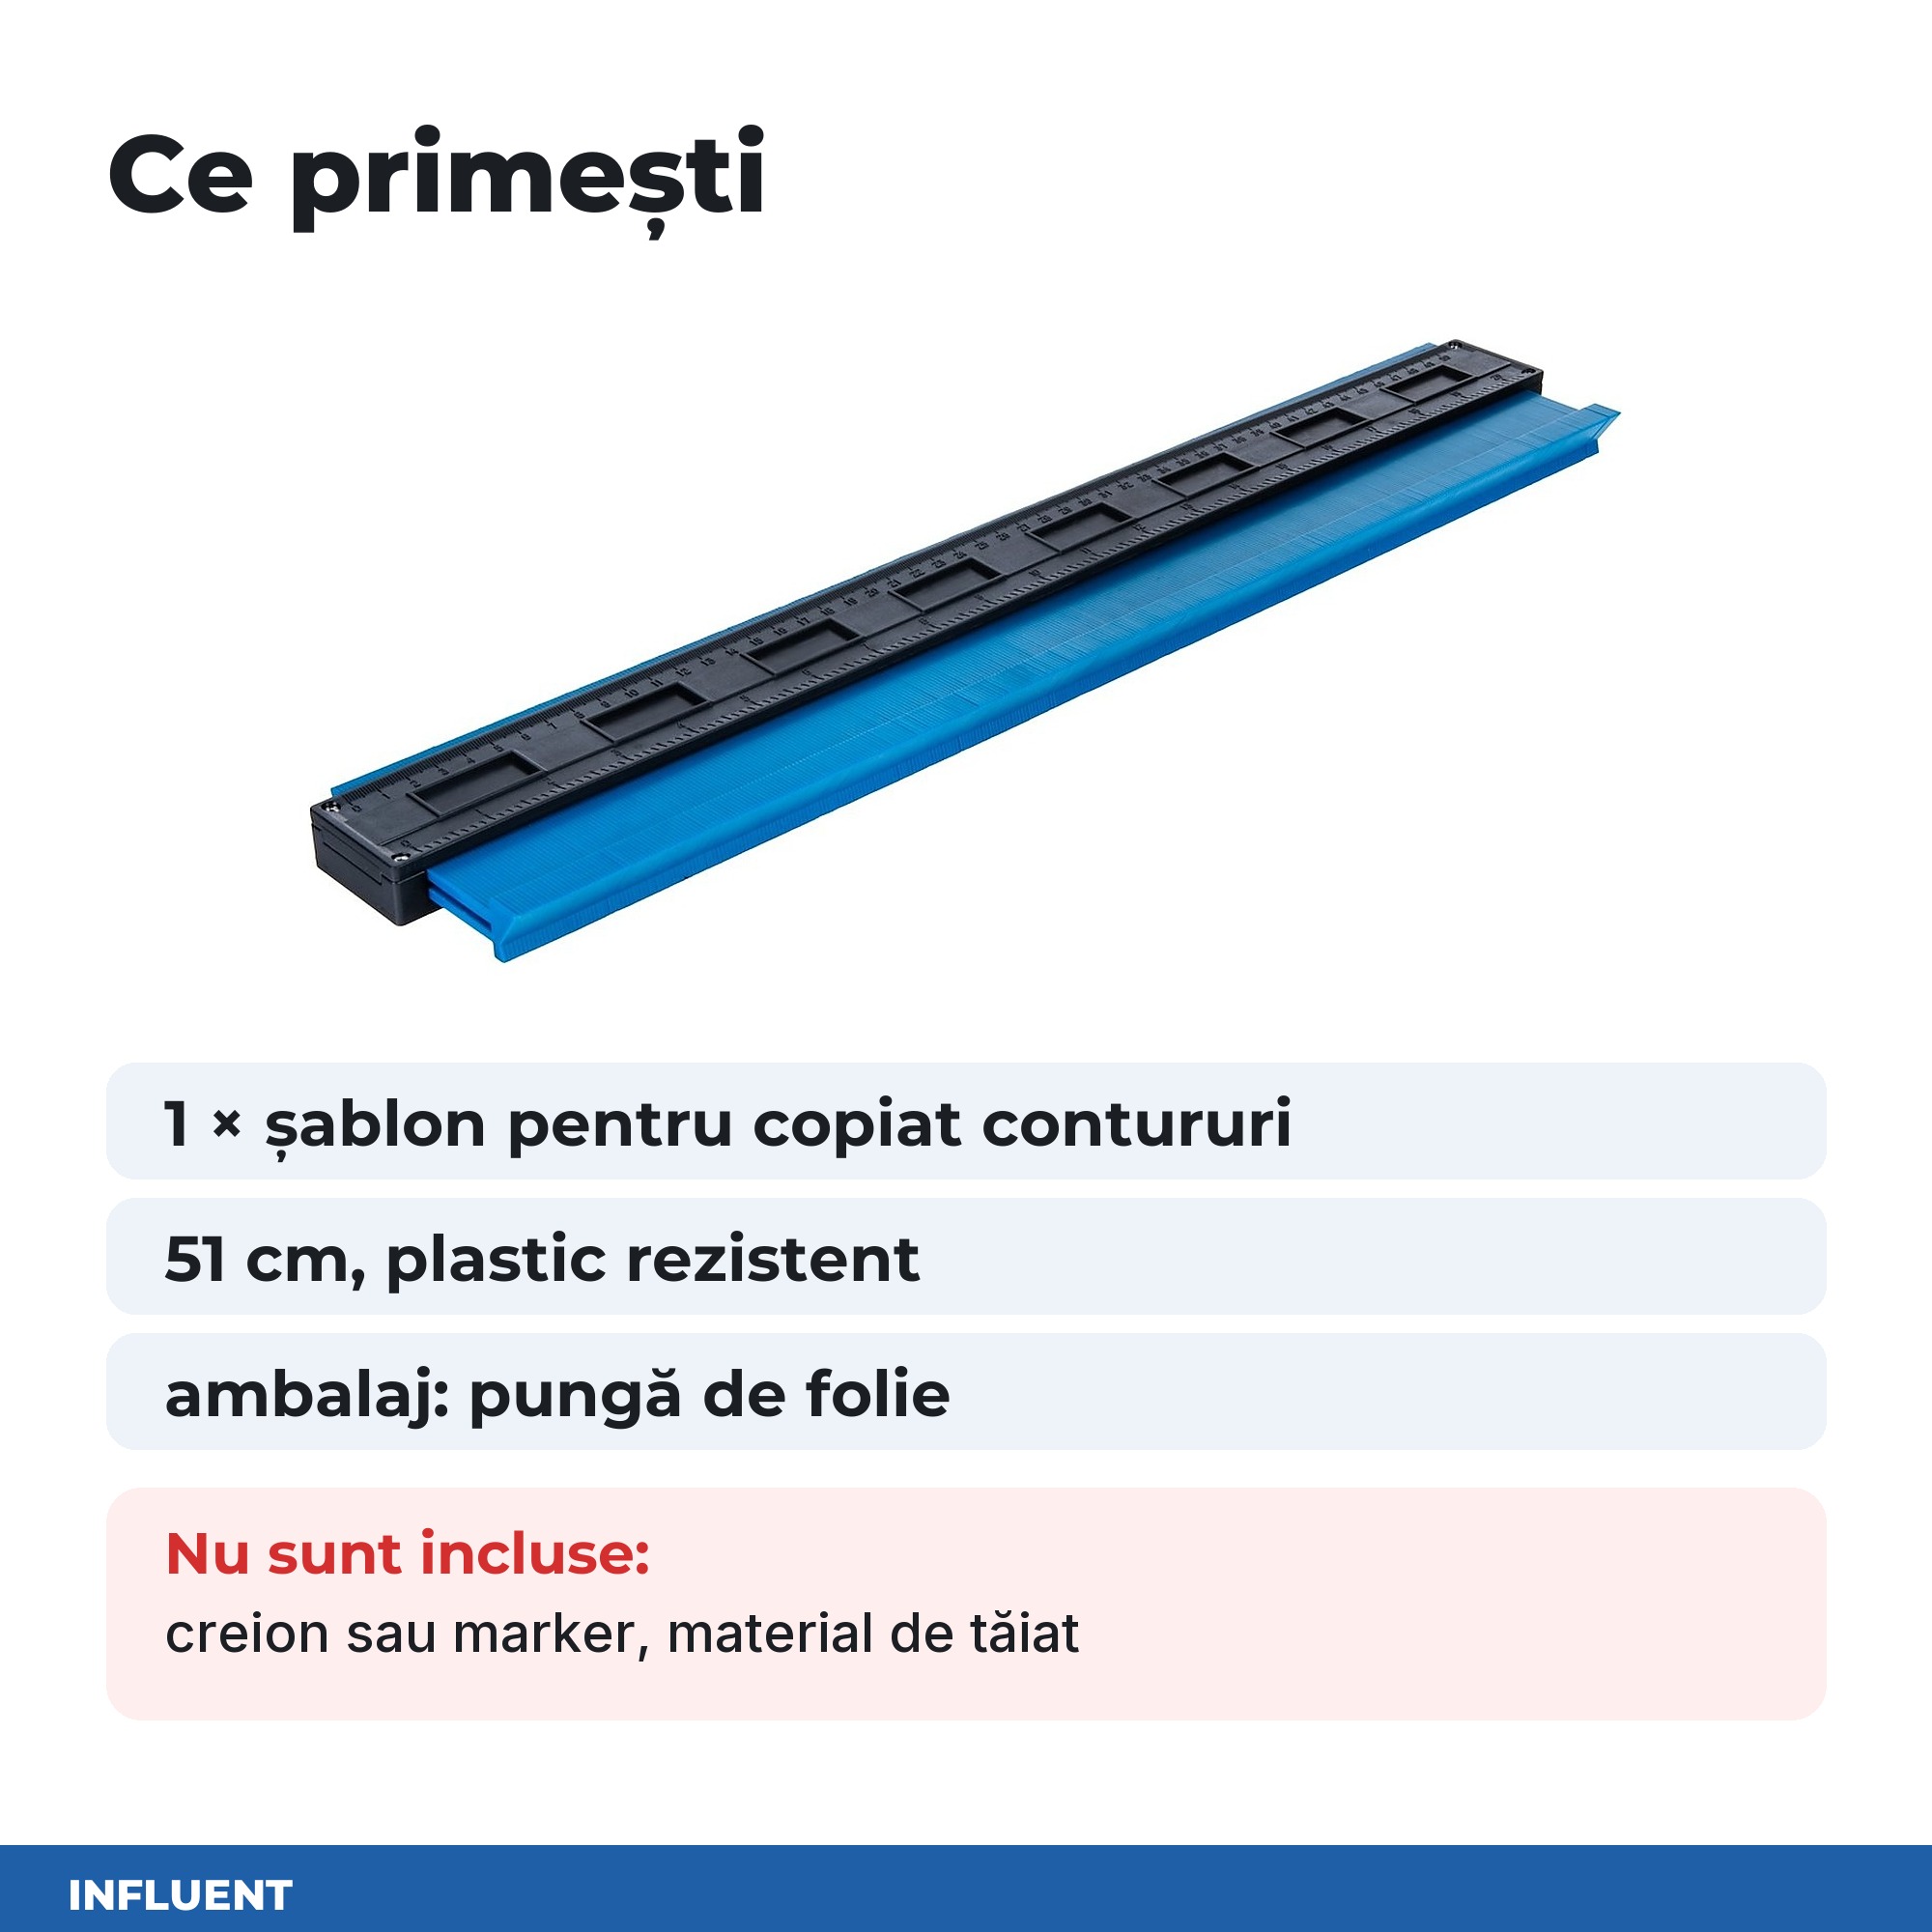 Ce primești
1 × șablon pentru copiat contururi
51 cm, plastic rezistent
ambalaj: pungă de folie
Nu sunt incluse:
creion sau marker, material de tăiat
INFLUENT